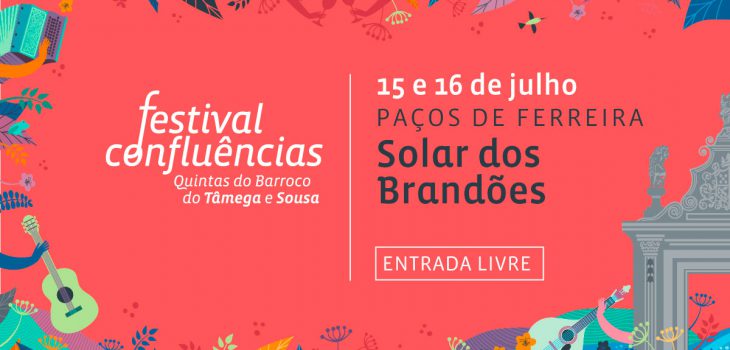 festival
confluências
Quintas do Barroco
do Tâmega e Sousa
15 e 16 de julho
PAÇOS DE FERREIRA
Solar dos
Brandões
ENTRADA LIVRE